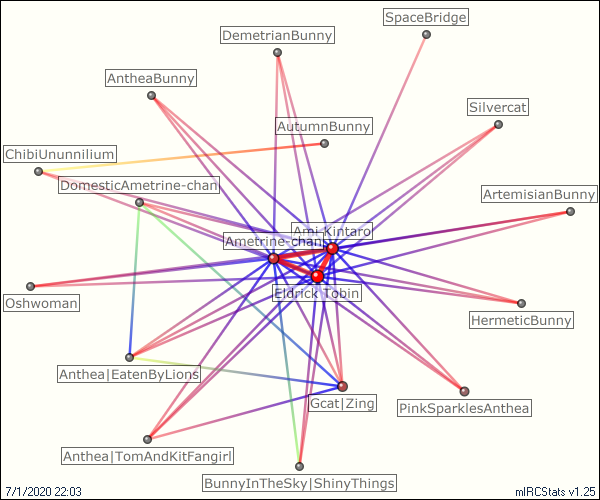 SpaceBridge
DemetrianBunny
AntheaBunny
Silvercat
AutumnBunny
ChibiUnunnilium
DomesticAmetrine-chan
ArtemisianBunny
Ami kintaro
Ametrine-chan
Eldrick Tobin
Oshwoman
HermeticBunny
Anthea|EatenByLions
Gcat|Zing
PinkSparklesAnthea
Anthea|TomAndKitFangirl
BunnyInTheSky|ShinyThings
7/1/2020 22:03
mIRCStats v1.25